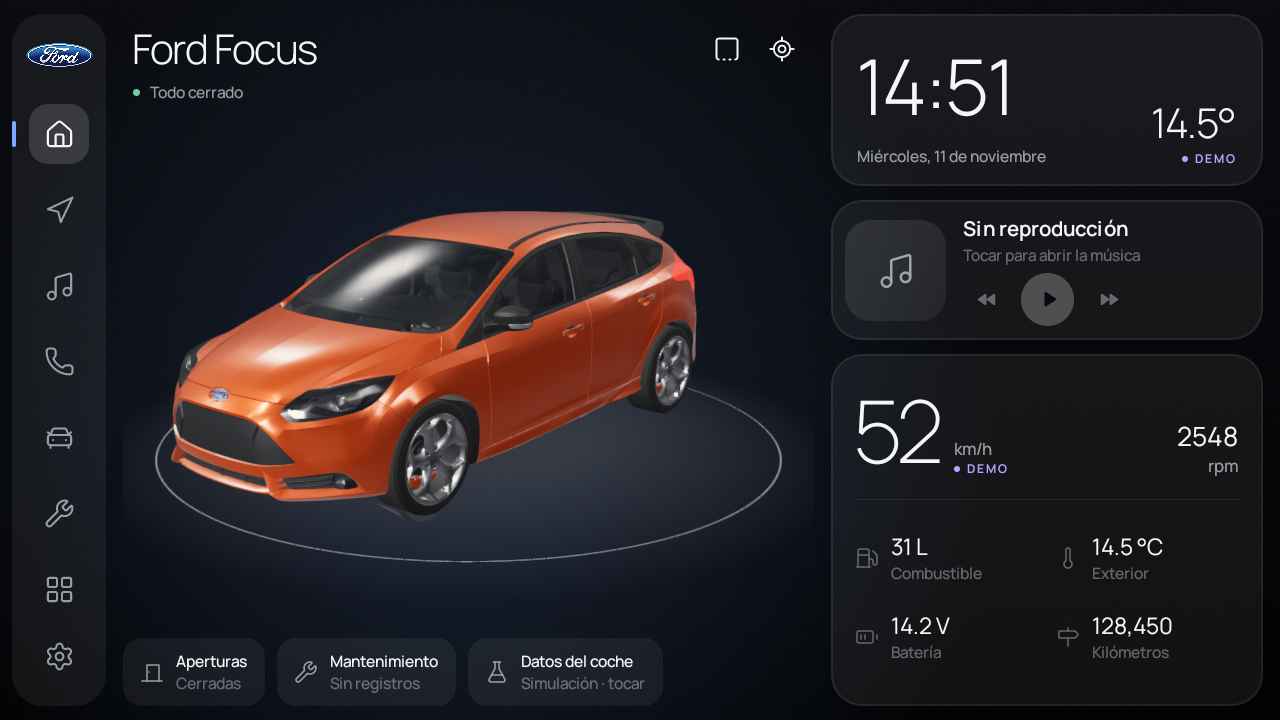 Ford
Ford Focus
Todo cerrado
14:51
Miércoles, 11 de noviembre
14.5°
DEMO
Sin reproducción
Tocar para abrir la música
52 km/h
DEMO
2548
rpm
31 L
Combustible
14.5 °C
Exterior
14.2 V
Batería
128,450
Kilómetros
Aperturas
Cerradas
Mantenimiento
Sin registros
Datos del coche
Simulación · tocar